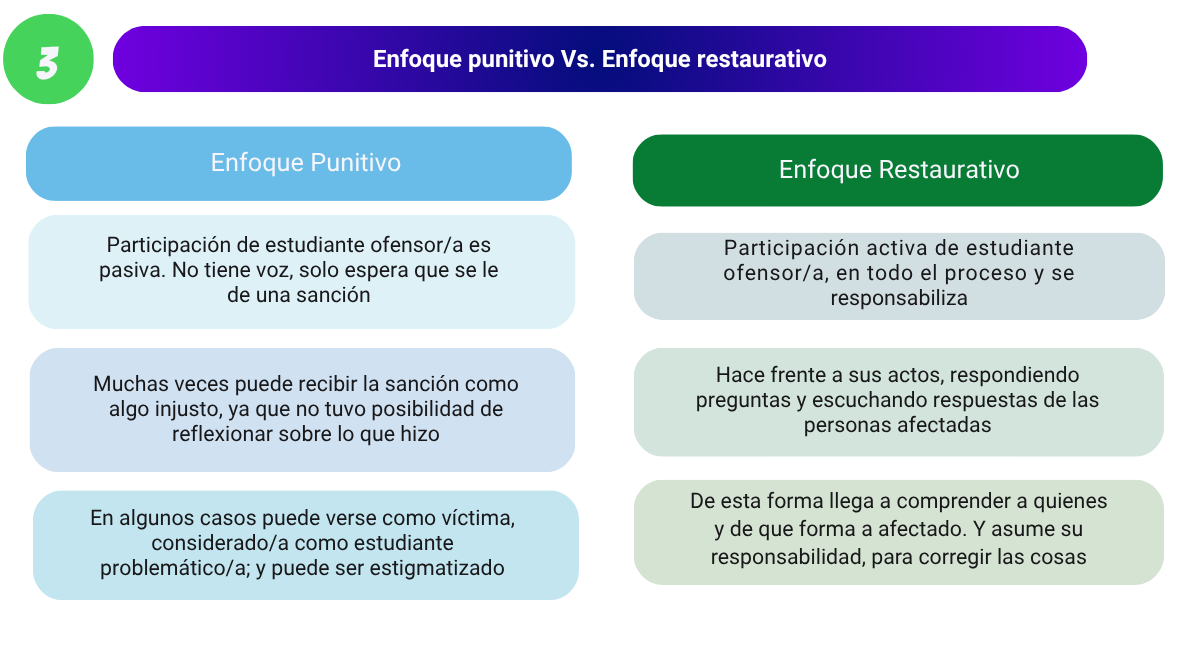 3
Enfoque punitivo Vs. Enfoque restaurativo
Enfoque Punitivo
Participación de estudiante ofensor/a es
pasiva. No tiene voz, solo espera que se le
de una sanción
Muchas veces puede recibir la sanción como
algo injusto, ya que no tuvo posibilidad de
reflexionar sobre lo que hizo
En algunos casos puede verse como víctima,
considerado/a como estudiante
problemático/a; y puede ser estigmatizado
Enfoque Restaurativo
Participación activa de estudiante
ofensor/a, en todo el proceso y se
responsabiliza
Hace frente a sus actos, respondiendo
preguntas y escuchando respuestas de las
personas afectadas
De esta forma llega a comprender a quienes
y de que forma a afectado. Y asume su
responsabilidad, para corregir las cosas